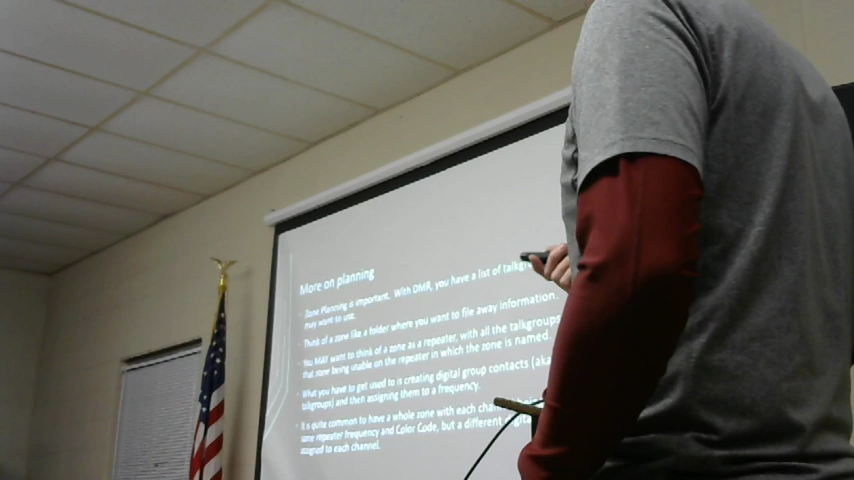 More on planning
Zone Planning is important. With DMR, you have a list of
may want to use.
Think of a zone like a folder where you want to file away information.
You MAY want to think of a zone as a repeater, with all the talkgroups
that zone being usable on the repeater in which the zone is named.
What you have to get used to is creating digital group contacts (aka
talkgroups) and then assigning them to a frequency.
It is quite common to have a whole zone with each
same repeater frequency and Color Code, but a different
assigned to each channel.